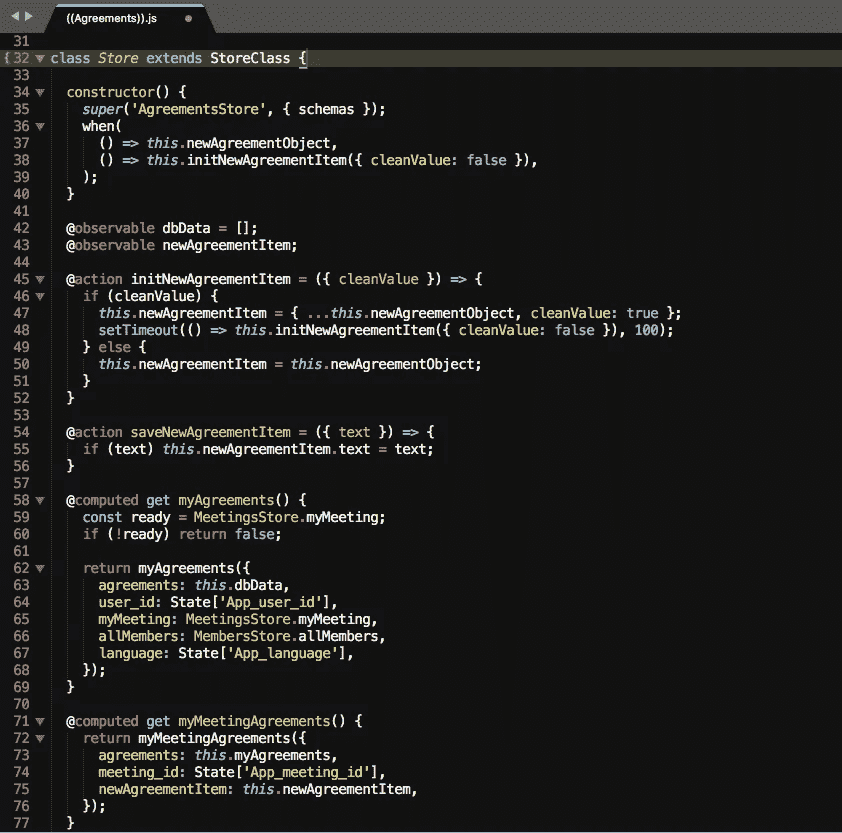 ((Agreements)).js
31
32 class Store extends StoreClass {
33
34 constructor() {
35 super('AgreementsStore', { schemas });
36 when(
37 () => this.newAgreementObject,
38 () => this.initNewAgreementItem({ cleanValue: false }),
39 );
40 }
41
42 @observable dbData = [];
43 @observable newAgreementItem;
44
45 @action initNewAgreementItem = ({ cleanValue }) => {
46 if (cleanValue) {
47 this.newAgreementItem = { ...this.newAgreementObject, cleanValue: true };
48 setTimeout(() => this.initNewAgreementItem({ cleanValue: false }), 100);
49 } else {
50 this.newAgreementItem = this.newAgreementObject;
51 }
52 }
53
54 @action saveNewAgreementItem = ({ text }) => {
55 if (text) this.newAgreementItem.text = text;
56 }
57
58 @computed get myAgreements() {
59 const ready = MeetingsStore.myMeeting;
60 if (!ready) return false;
61
62 return myAgreements({
63 agreements: this.dbData,
64 user_id: State['App_user_id'],
65 myMeeting: MeetingsStore.myMeeting,
66 allMembers: MembersStore.allMembers,
67 language: State['App_language'],
68 });
69 }
70
71 @computed get myMeetingAgreements() {
72 return myMeetingAgreements({
73 agreements: this.myAgreements,
74 meeting_id: State['App_meeting_id'],
75 newAgreementItem: this.newAgreementItem,
76 });
77 }